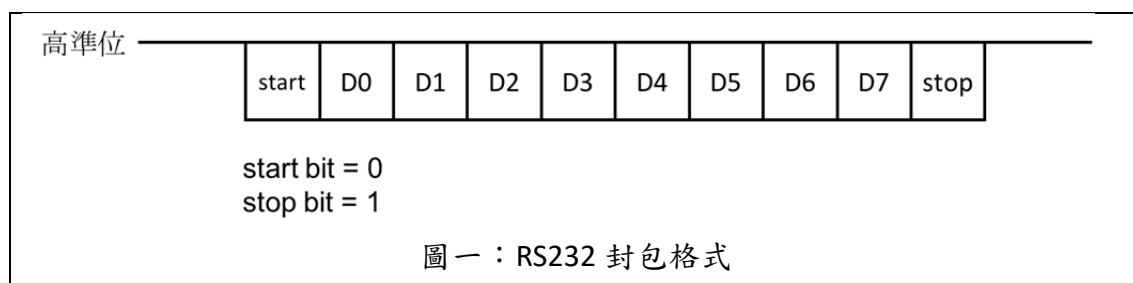 高準位
start D0 D1 D2 D3 D4 D5 D6 D7 stop
start bit = 0
stop bit = 1
圖一：RS232 封包格式